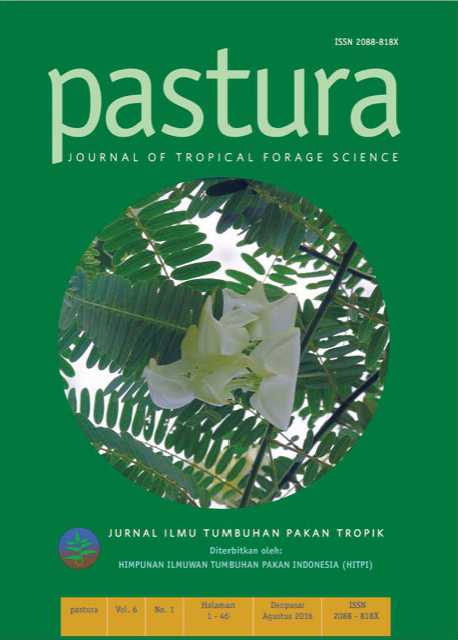 ISSN 2088-818X
pastura
JOURNAL OF TROPICAL FORAGE SCIENCE
JURNAL ILMU TUMBUHAN PAKAN TROPIK
Diterbitkan oleh:
HIMPUNAN ILMUWAN TUMBUHAN PAKAN INDONESIA (HITPI)
pastura
Vol. 6
No. 1
Halaman
1 - 46
Denpasar
Agustus 2016
ISSN
2088 - 818X